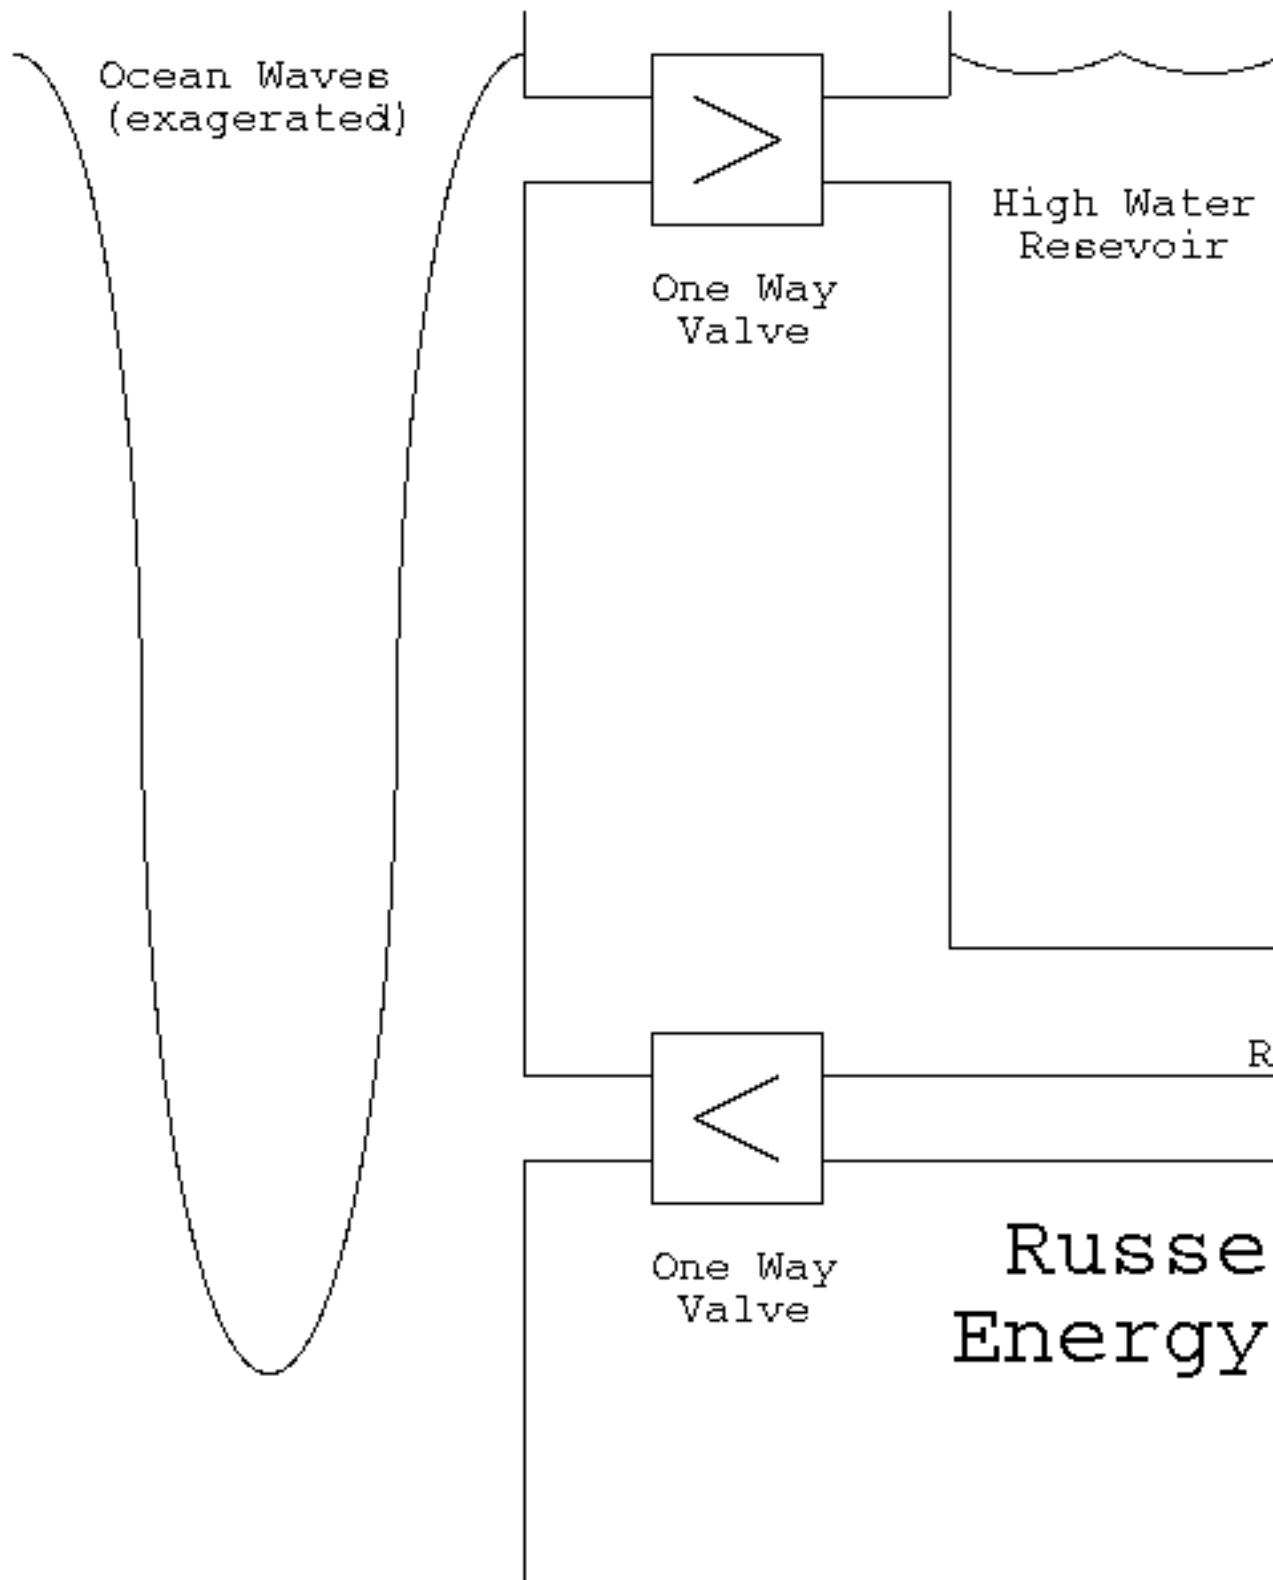 Ocean Waves
(exagerated)
High Water
Resevoir
One Way
Valve
R
One Way
Valve
Russe
Energy